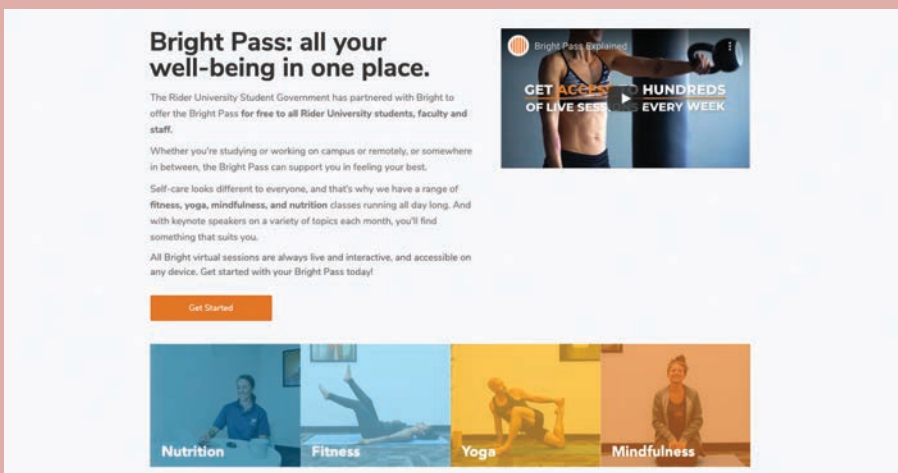 Bright Pass: all your
well-being in one place.
The Rider University Student Government has partnered with Bright to
offer the Bright Pass for free to all Rider University students, faculty and
staff.
Whether you're studying or working on campus or remotely, or somewhere
in between, the Bright Pass can support you in feeling your best.
Self-care looks different to everyone, and that's why we have a range of
fitness, yoga, mindfulness, and nutrition classes running all day long. And
with keynote speakers on a variety of topics each month, you'll find
something that suits you.
All Bright virtual sessions are always live and interactive, and accessible on
any device. Get started with your Bright Pass today!
Get Started
Bright Pass Explained
GET ACCESS TO HUNDREDS
OF LIVE SESSIONS EVERY WEEK
Nutrition
Fitness
Yoga
Mindfulness